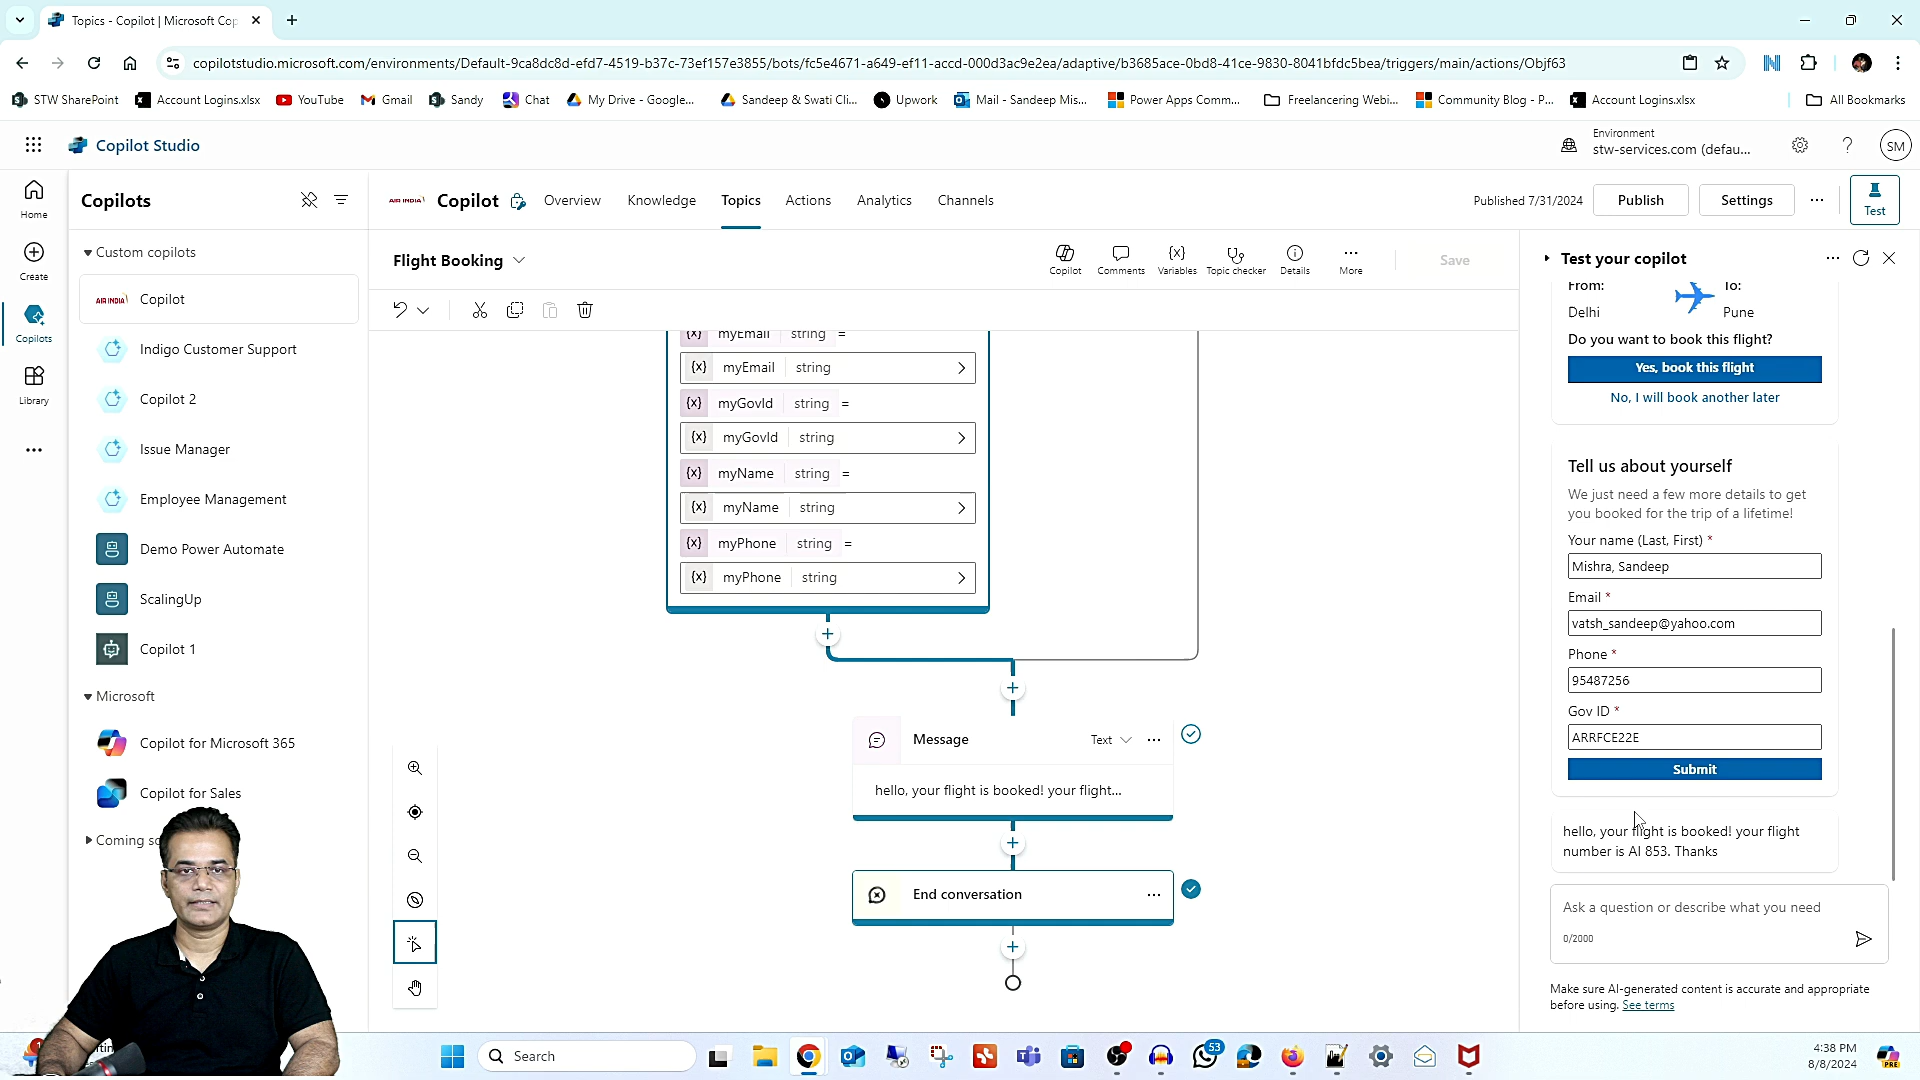 Topics - Copilot | Microsoft Cop
copilotstudio.microsoft.com/environments/Default-9ca8dc8d-efd7-4519-b37c-73ef157e3855/bots/fc5e4671-a649-ef11-accd-000d3ac9e2ea/adaptive/b3685ace-0bd8-41ce-9830-8041bfdc5bea/triggers/main/actions/Objf63
STW SharePoint Account Logins.xlsx YouTube Gmail Sandy Chat My Drive - Google... Sandeep & Swati Cli... Upwork Mail - Sandeep Mis... Power Apps Comm... Freelancering Webi... Community Blog - P... Account Logins.xlsx All Bookmarks
Copilot Studio
Environment
stw-services.com (defau...
SM
Home
Create
Copilots
Library
Copilots
Custom copilots
AIR INDIA Copilot
Indigo Customer Support
Copilot 2
Issue Manager
Employee Management
Demo Power Automate
ScalingUp
Copilot 1
Microsoft
Copilot for Microsoft 365
Copilot for Sales
Coming so
AIR INDIA Copilot Overview Knowledge Topics Actions Analytics Channels
Published 7/31/2024 Publish Settings Test
Flight Booking
Copilot Comments Variables Topic checker Details More Save
{x} myEmail string =
{x} myEmail string
{x} myGovId string =
{x} myGovId string
{x} myName string =
{x} myName string
{x} myPhone string =
{x} myPhone string
Message Text
hello, your flight is booked! your flight...
End conversation
Test your copilot
From: To:
Delhi Pune
Do you want to book this flight?
Yes, book this flight
No, I will book another later
Tell us about yourself
We just need a few more details to get
you booked for the trip of a lifetime!
Your name (Last, First) *
Mishra, Sandeep
Email *
vatsh_sandeep@yahoo.com
Phone *
95487256
Gov ID *
ARRFCE22E
Submit
hello, your flight is booked! your flight
number is AI 853. Thanks
Ask a question or describe what you need
0/2000
Make sure AI-generated content is accurate and appropriate
before using. See terms
Search
53
4:38 PM
8/8/2024
PRE